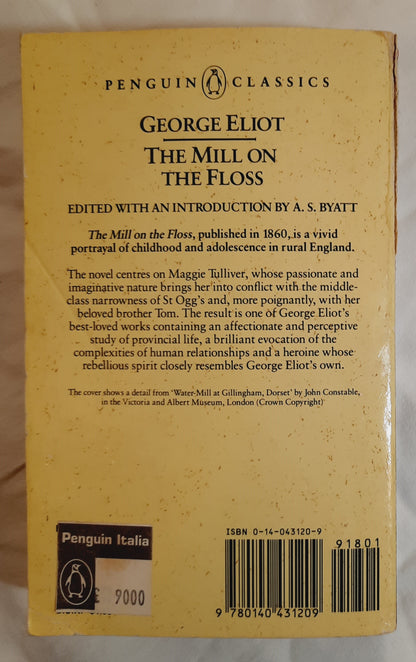 PENGUIN CLASSICS
GEORGE ELIOT
THE MILL ON
THE FLOSS
EDITED WITH AN INTRODUCTION BY A. S. BYATT
The Mill on the Floss, published in 1860, is a vivid
portrayal of childhood and adolescence in rural England.
The novel centres on Maggie Tulliver, whose passionate and
imaginative nature brings her into conflict with the middle-
class narrowness of St Ogg's and, more poignantly, with her
beloved brother Tom. The result is one of George Eliot's
best-loved works containing an affectionate and perceptive
study of provincial life, a brilliant evocation of the
complexities of human relationships and a heroine whose
rebellious spirit closely resembles George Eliot's own.
The cover shows a detail from 'Water-Mill at Gillingham, Dorset' by John Constable,
in the Victoria and Albert Museum, London (Crown Copyright)
ISBN 0-14-043120-9
91801
Penguin Italia
£ 9000
9 780140 431209